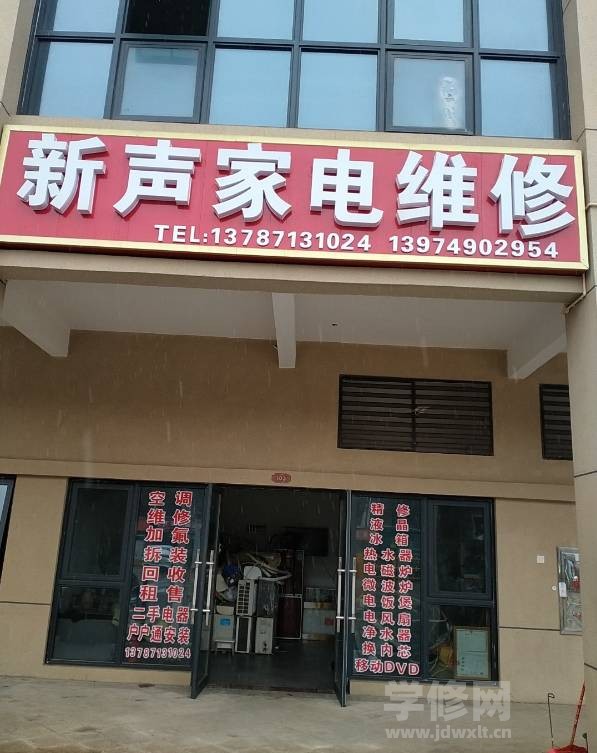 新声家电维修
TEL:13787131024 13974902954
103
空调
维修
加氟
拆装
回收
租售
二手电器
户户通安装
13787131024
精修
液晶
冰箱
热水器
电磁炉
微波炉
电饭煲
电风扇
净水器
换内芯
移动DVD
学修网
www.jdwxlt.cn